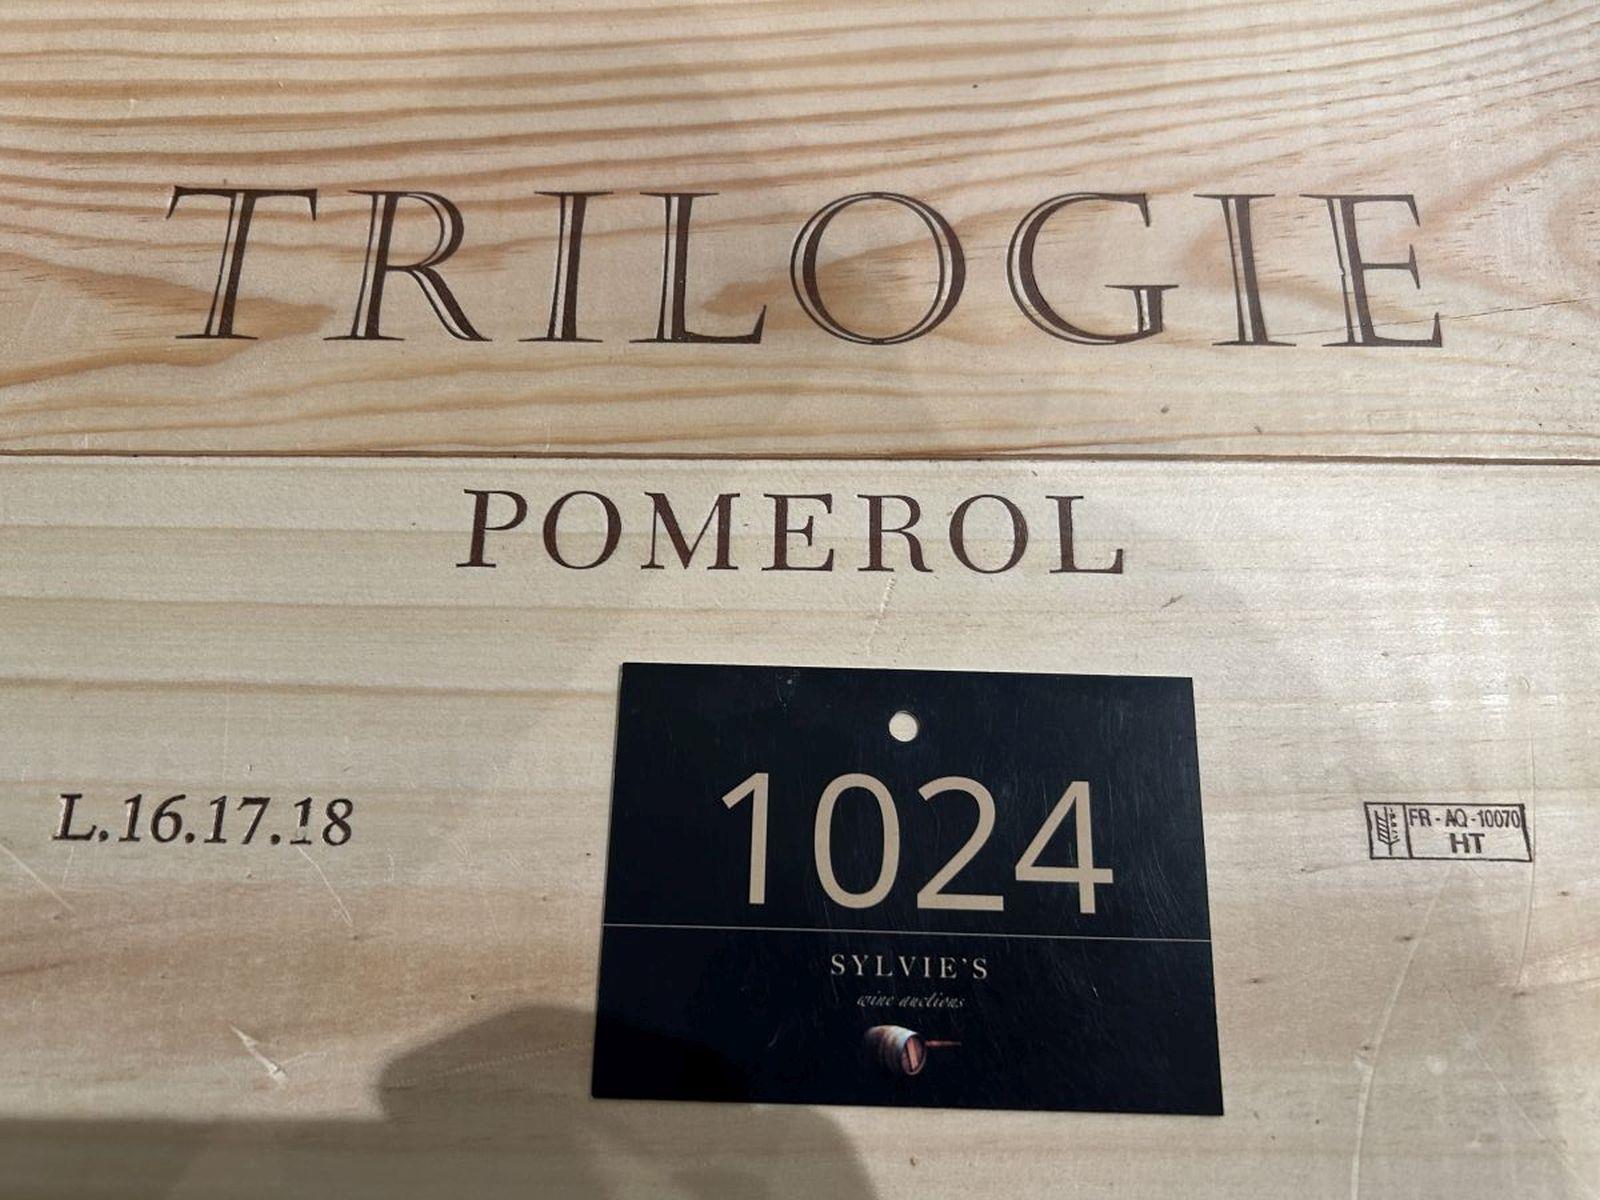 TRILOGIE
POMEROL
L.16.17.18
1024
SYLVIE'S
wine auctions
FR - AQ - 10070
HT